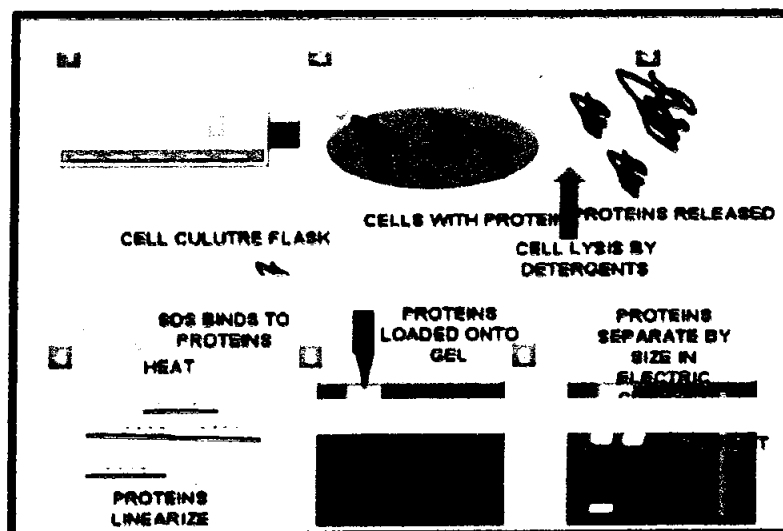 CELL CULUTRE FLASK
CELLS WITH PROTEIN
PROTEINS RELEASED
CELL LYSIS BY
DETERGENTS
SDS BINDS TO
PROTEINS
HEAT
PROTEINS
LINEARIZE
PROTEINS
LOADED ONTO
GEL
PROTEINS
SEPARATE BY
SIZE IN
ELECTRIC